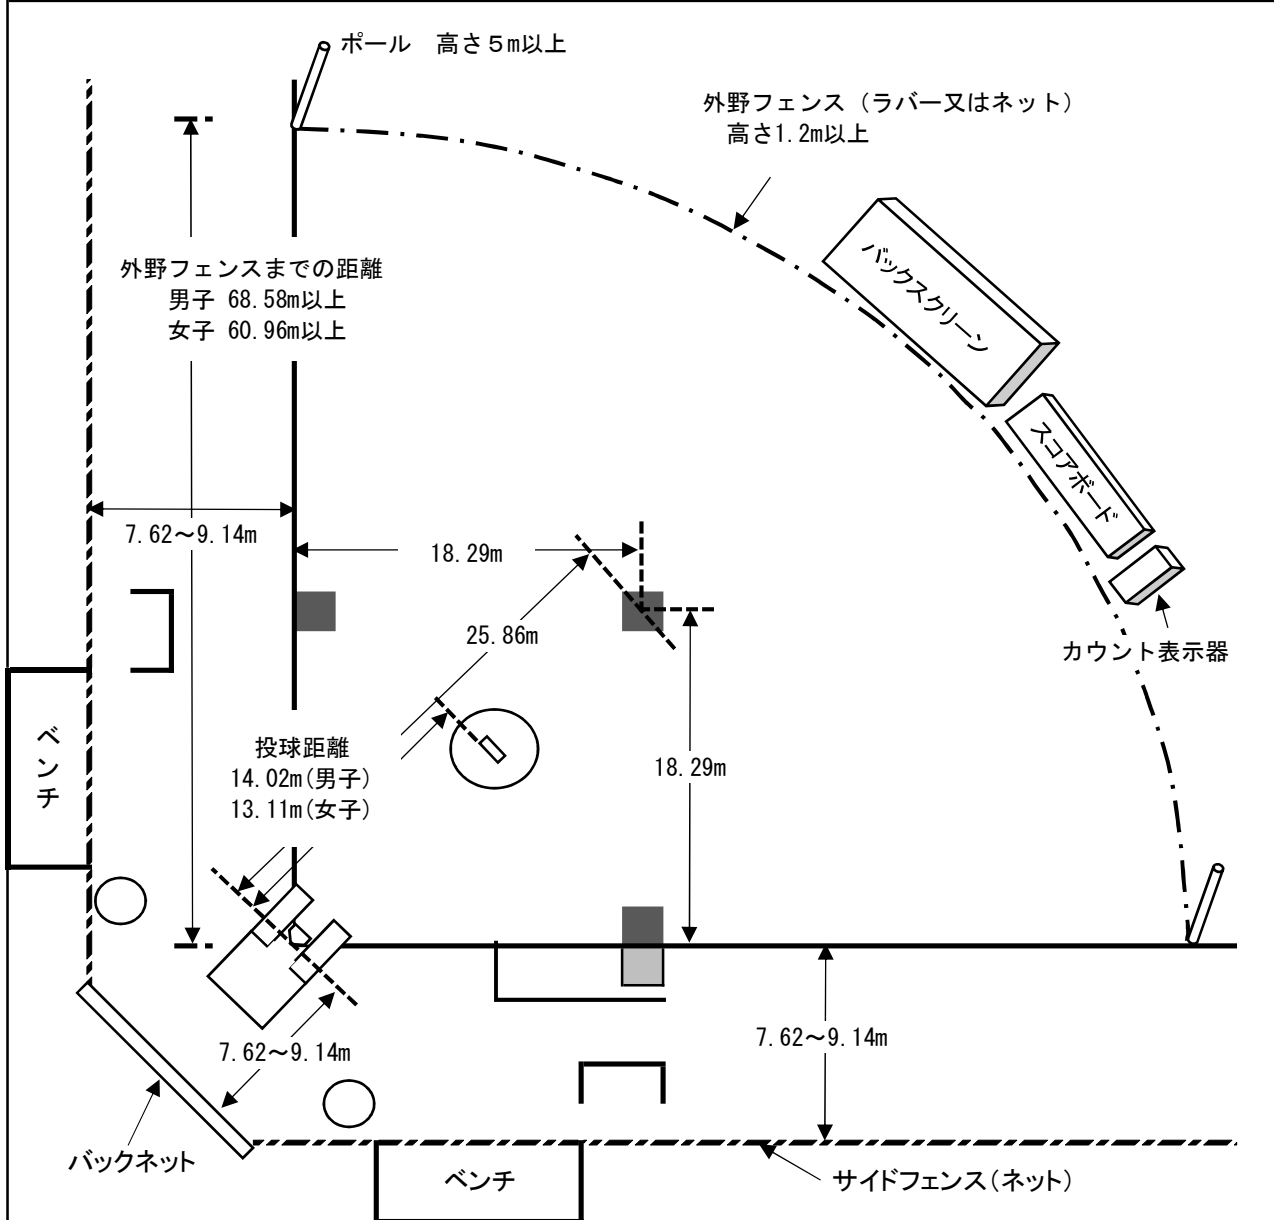 ポール　高さ５m以上
外野フェンス（ラバー又はネット）
高さ1.2m以上
バックスクリーン
外野フェンスまでの距離
男子 68.58m以上
女子 60.96m以上
スコアボード
7.62～9.14m
18.29m
25.86m
カウント表示器
ベンチ
投球距離
14.02m(男子)
13.11m(女子)
18.29m
7.62～9.14m
7.62～9.14m
バックネット
ベンチ
サイドフェンス(ネット)